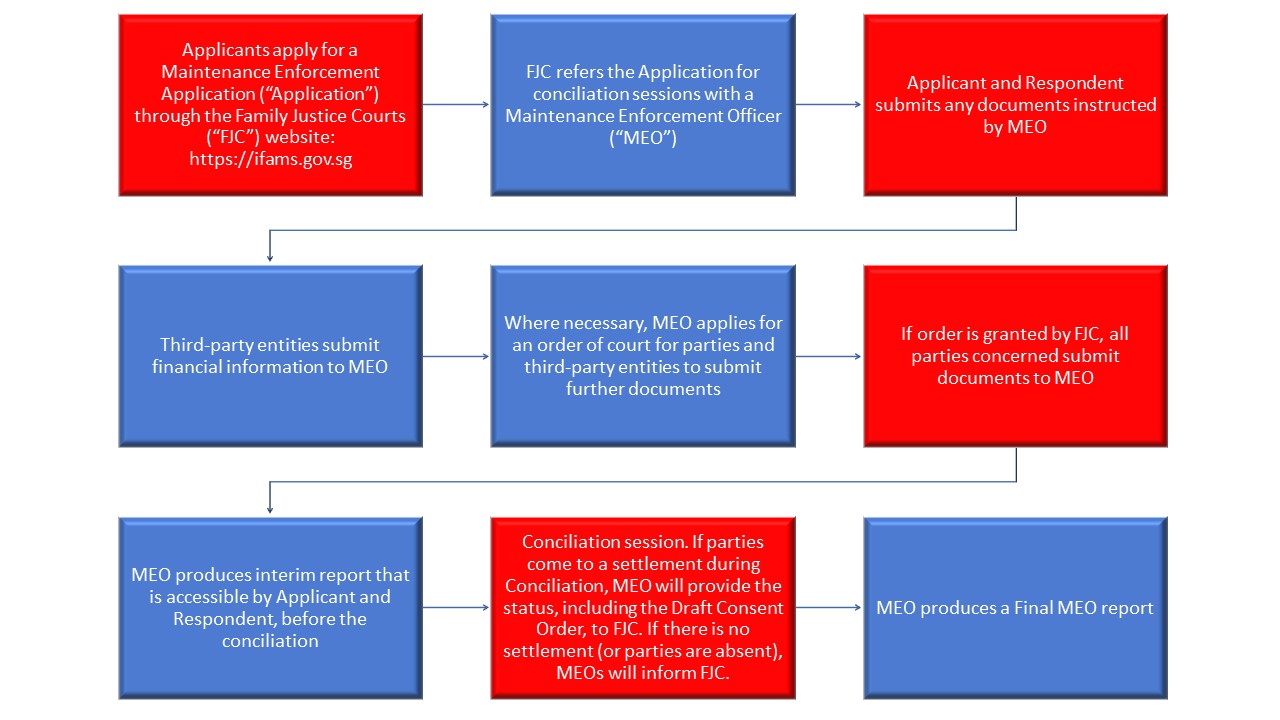 Applicants apply for a
Maintenance Enforcement
Application (“Application”)
through the Family Justice Courts
(“FJC”) website:
https://ifams.gov.sg
FJC refers the Application for
conciliation sessions with a
Maintenance Enforcement Officer
(“MEO”)
Applicant and Respondent
submits any documents instructed
by MEO
Third-party entities submit
financial information to MEO
Where necessary, MEO applies for
an order of court for parties and
third-party entities to submit
further documents
If order is granted by FJC, all
parties concerned submit
documents to MEO
MEO produces interim report that
is accessible by Applicant and
Respondent, before the
conciliation
Conciliation session. If parties
come to a settlement during
Conciliation, MEO will provide the
status, including the Draft Consent
Order, to FJC. If there is no
settlement (or parties are absent),
MEOs will inform FJC.
MEO produces a Final MEO report